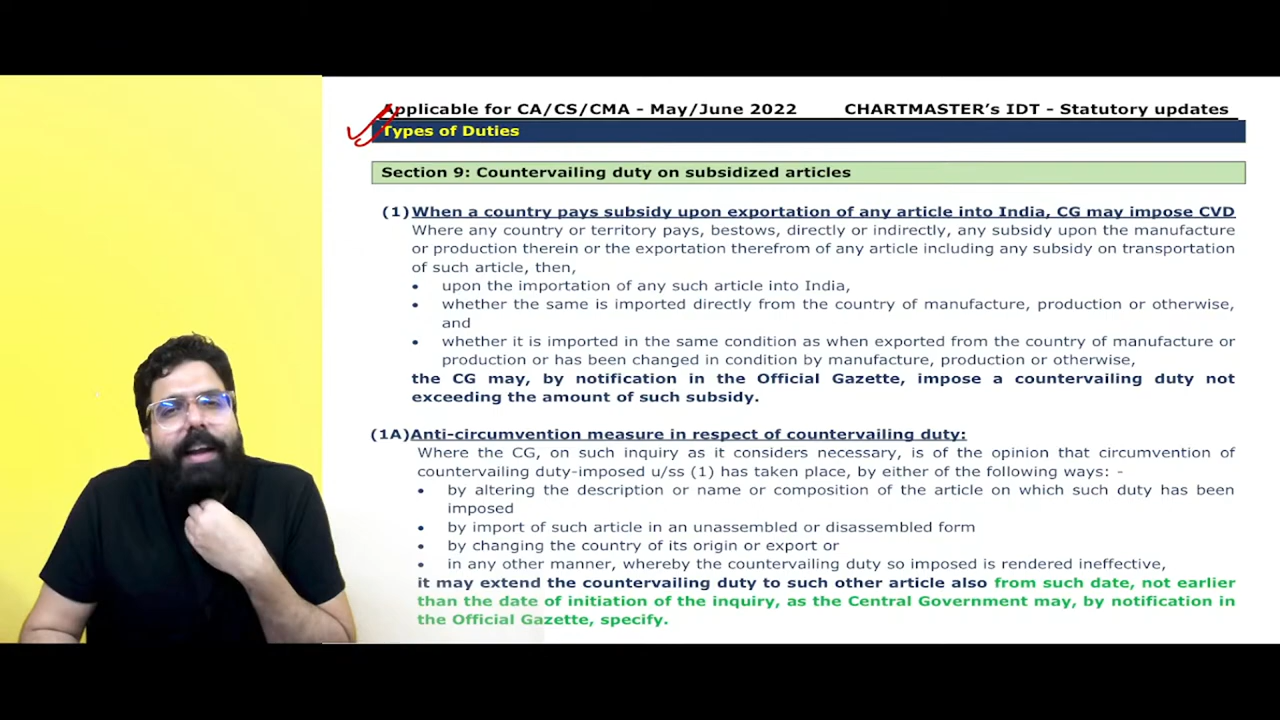 Applicable for CA/CS/CMA - May/June 2022 CHARTMASTER's IDT - Statutory updates
Types of Duties
Section 9: Countervailing duty on subsidized articles
(1) When a country pays subsidy upon exportation of any article into India, CG may impose CVD
Where any country or territory pays, bestows, directly or indirectly, any subsidy upon the manufacture
or production therein or the exportation therefrom of any article including any subsidy on transportation
of such article, then,
• upon the importation of any such article into India,
• whether the same is imported directly from the country of manufacture, production or otherwise,
and
• whether it is imported in the same condition as when exported from the country of manufacture or
production or has been changed in condition by manufacture, production or otherwise,
the CG may, by notification in the Official Gazette, impose a countervailing duty not
exceeding the amount of such subsidy.
(1A) Anti-circumvention measure in respect of countervailing duty:
Where the CG, on such inquiry as it considers necessary, is of the opinion that circumvention of
countervailing duty-imposed u/ss (1) has taken place, by either of the following ways: -
• by altering the description or name or composition of the article on which such duty has been
imposed
• by import of such article in an unassembled or disassembled form
• by changing the country of its origin or export or
• in any other manner, whereby the countervailing duty so imposed is rendered ineffective,
it may extend the countervailing duty to such other article also from such date, not earlier
than the date of initiation of the inquiry, as the Central Government may, by notification in
the Official Gazette, specify.